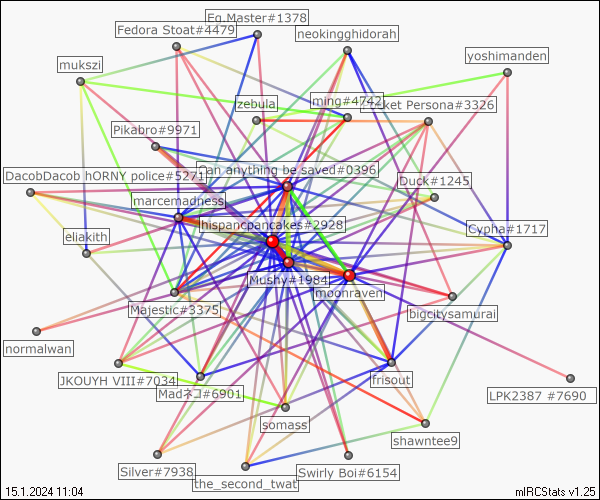 Eg.Master#1378
Fedora Stoat#4479
neokingghidorah
yoshimanden
mukszi
ming#4742
ket Persona#3326
zebula
Pikabro#9971
an anything be saved#0396
DacobDacob hORNY police#5271
Duck#1245
marcemadness
hispancpancakes#2928
Cypha#1717
eliakith
Mushy#1984
moonraven
Majestic#3375
bigcitysamurai
normalwan
JKOUYH VIII#7034
frisout
Madネコ#6901
LPK2387 #7690
somass
shawntee9
Silver#7938
Swirly Boi#6154
the_second_twat
15.1.2024 11:04
mIRCStats v1.25